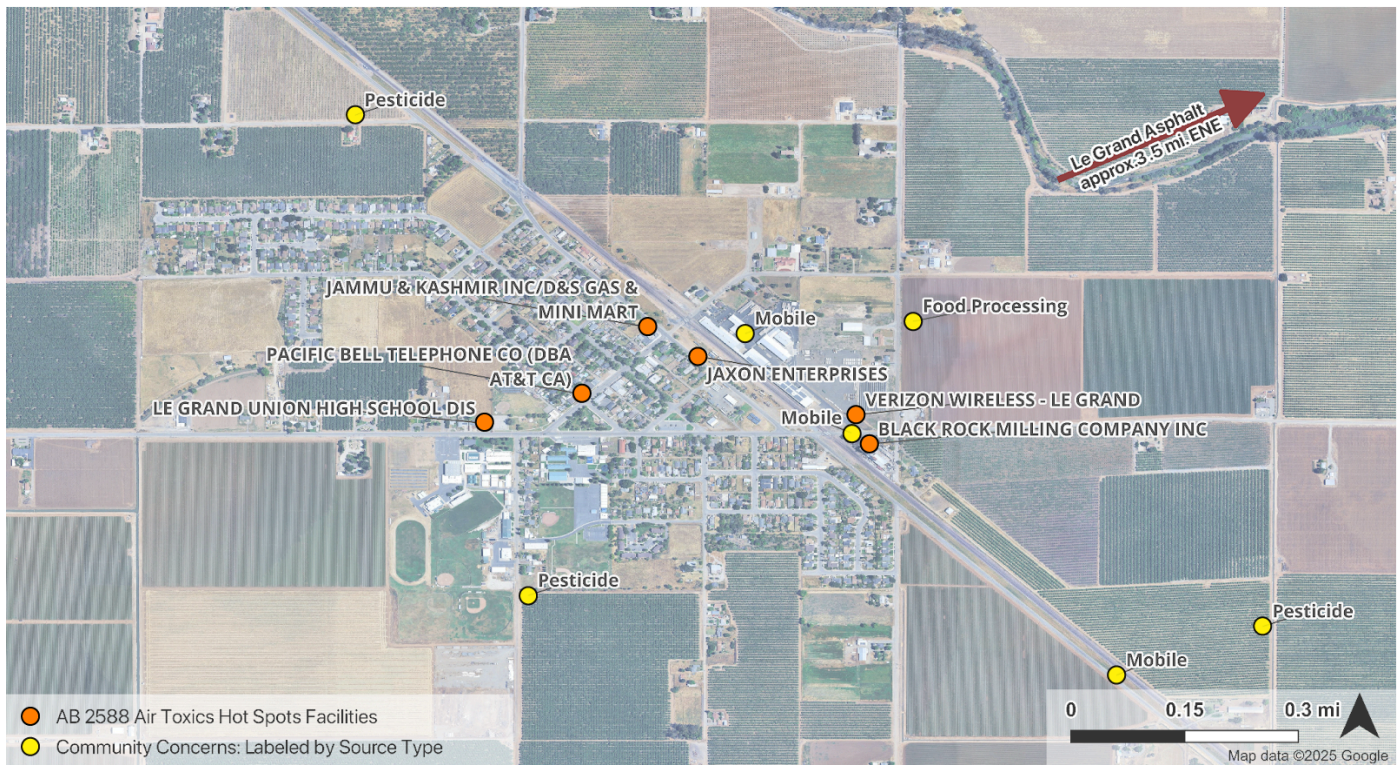 Pesticide
Le Grand Asphalt
approx.3.5 mi. ENE
JAMMU & KASHMIR INC/D&S GAS &
MINI MART
Mobile
Food Processing
PACIFIC BELL TELEPHONE CO (DBA
AT&T CA)
JAXON ENTERPRISES
LE GRAND UNION HIGH SCHOOL DIS
VERIZON WIRELESS - LE GRAND
Mobile
BLACK ROCK MILLING COMPANY INC
Pesticide
Pesticide
Mobile
AB 2588 Air Toxics Hot Spots Facilities
Community Concerns: Labeled by Source Type
0 0.15 0.3 mi
Map data ©2025 Google